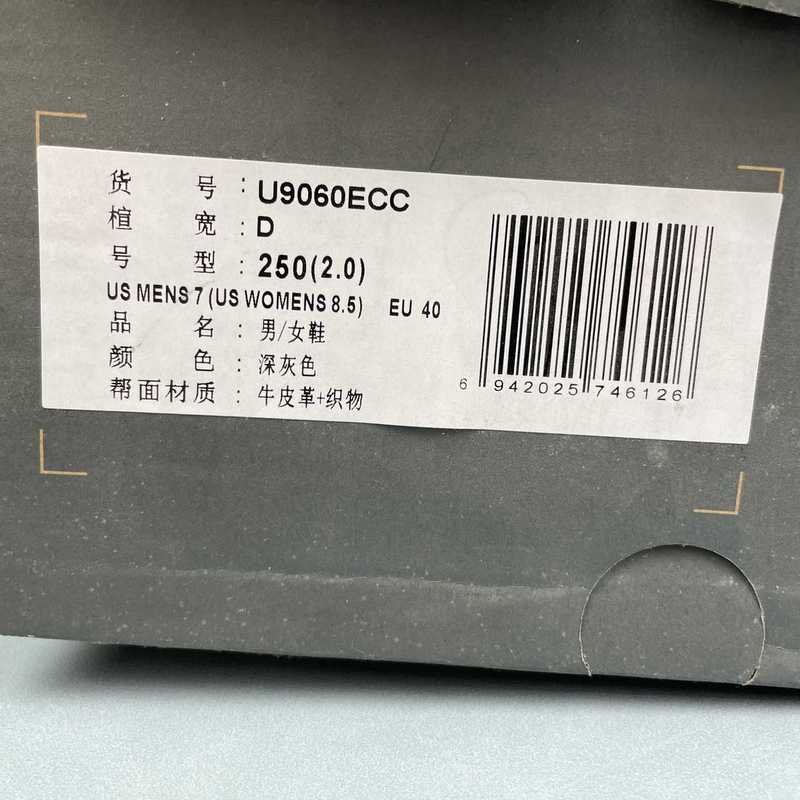 货 号 : U9060ECC
楦 宽 : D
号 型 : 250(2.0)
US MENS 7 (US WOMENS 8.5) EU 40
品 名 : 男/女鞋
颜 色 : 深灰色
帮面材质 : 牛皮革+织物
6 942025 746126